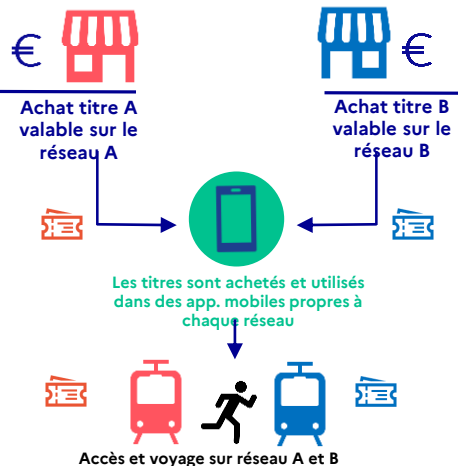 €
€
Achat titre A
valable sur le
réseau A
Achat titre B
valable sur le
réseau B
Les titres sont achetés et utilisés
dans des app. mobiles propres à
chaque réseau
Accès et voyage sur réseau A et B